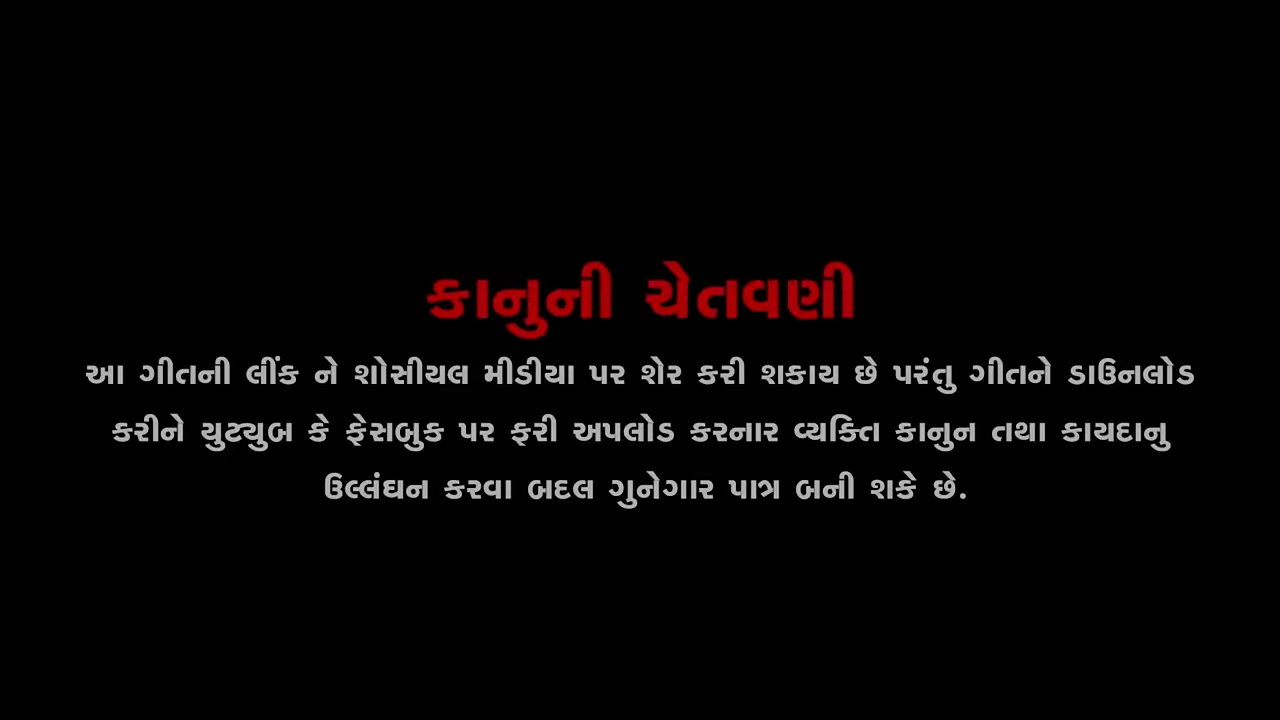 કાનુની ચેતવણી
આ ગીતની લીંક ને શોસીયલ મીડીયા પર શેર કરી શકાય છે પરંતુ ગીતને ડાઉનલોડ
કરીને યુટ્યુબ કે ફેસબુક પર ફરી અપલોડ કરનાર વ્યક્તિ કાનુન તથા કાયદાનુ
ઉલ્લંઘન કરવા બદલ ગુનેગાર પાત્ર બની શકે છે.